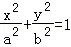 x²/a² + y²/b² = 1